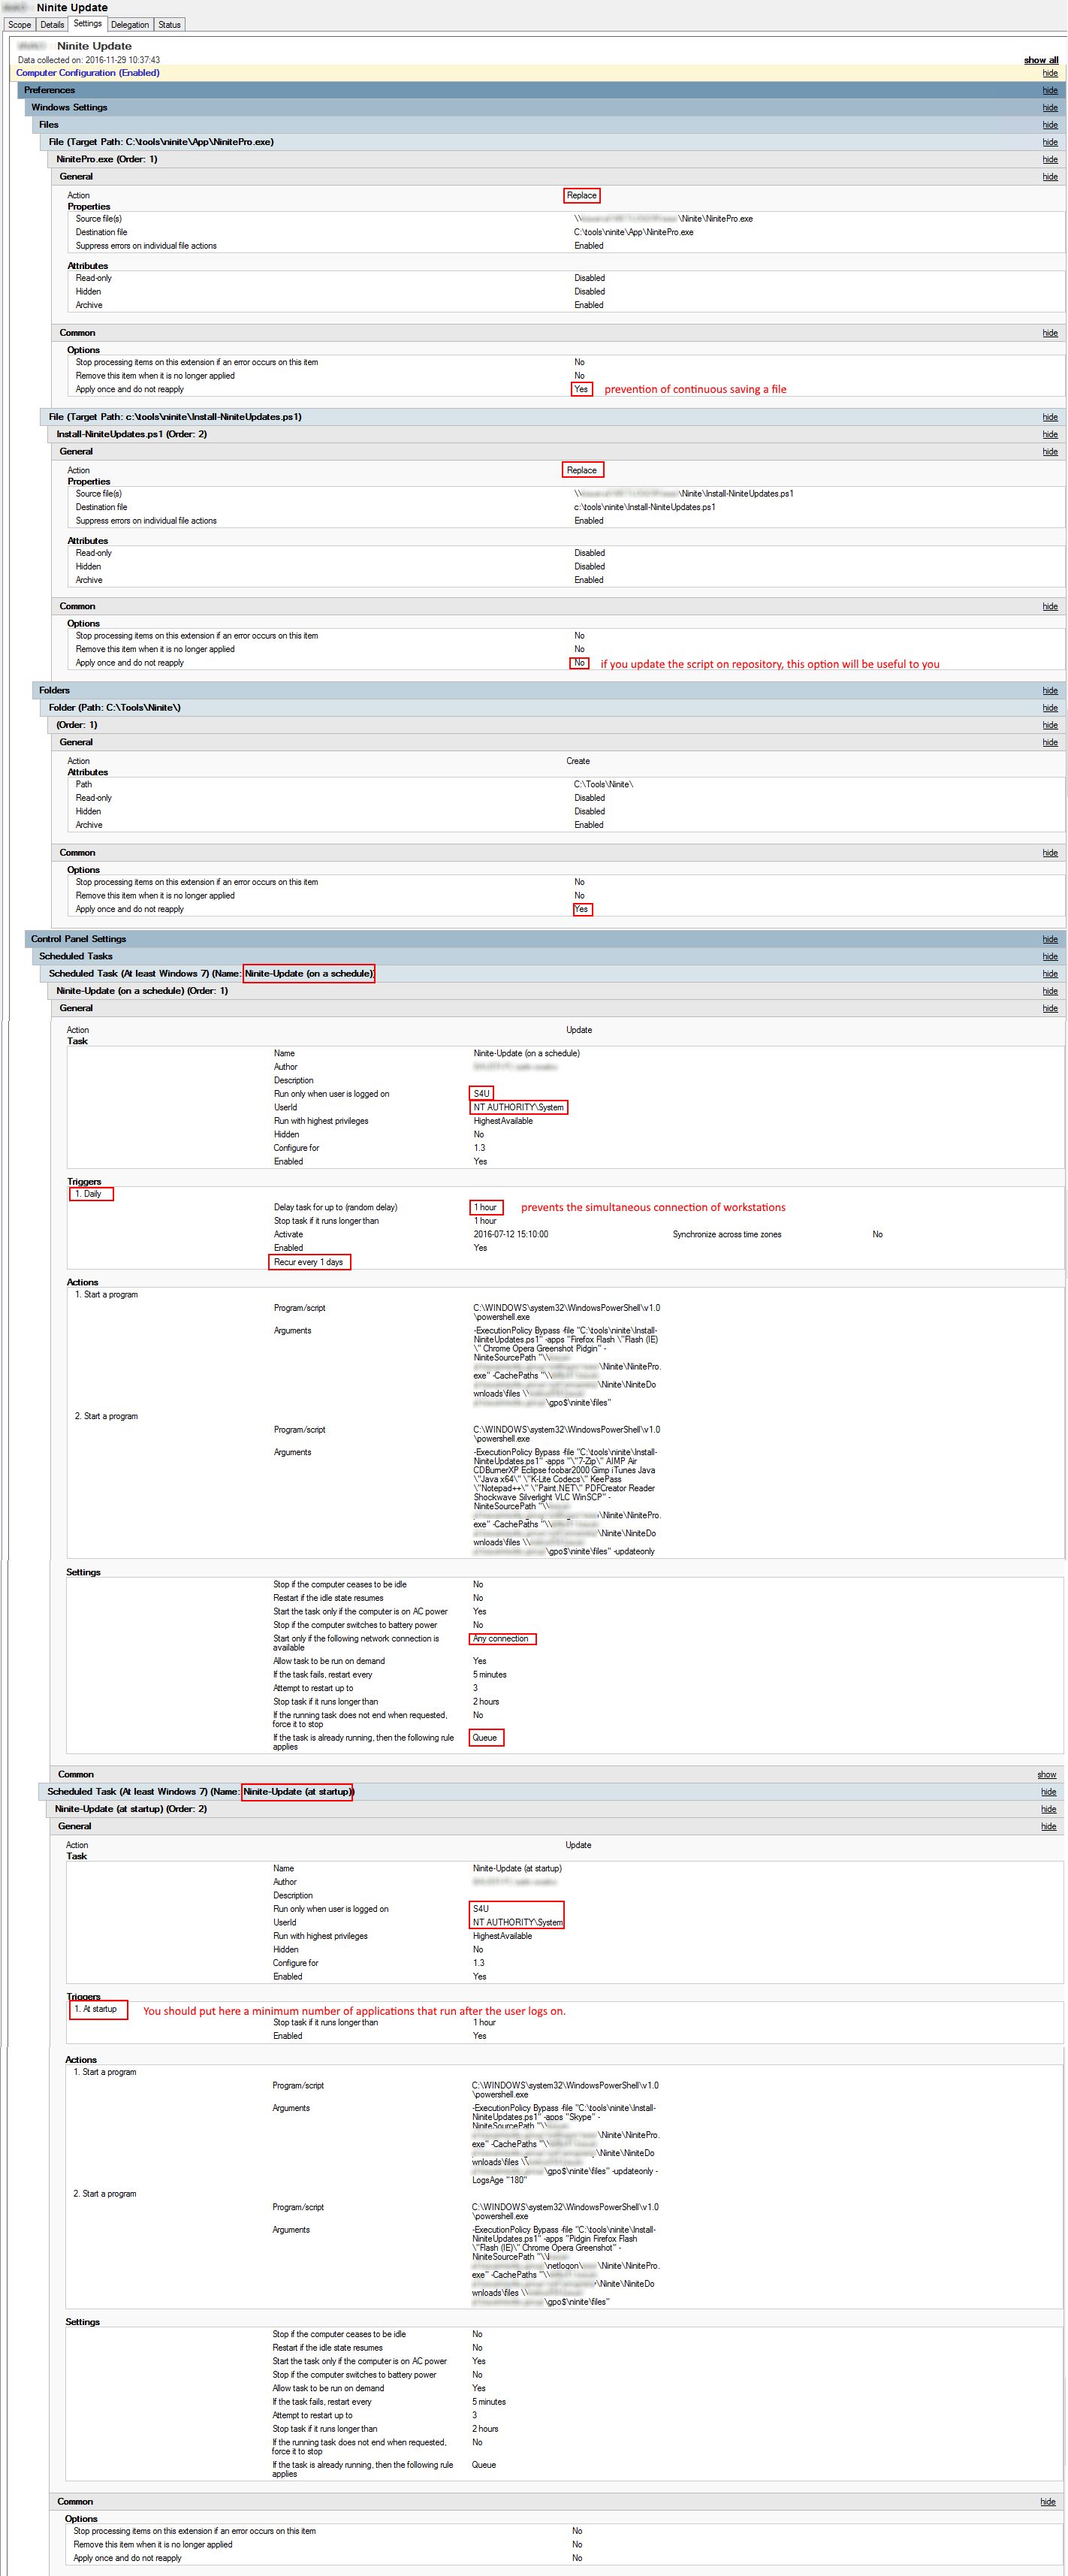 Ninite Update
Scope Details Settings Delegation Status
Ninite Update
Data collected on: 2016-11-29 10:37:43 show all
Computer Configuration (Enabled) hide
Preferences hide
Windows Settings hide
Files hide
File (Target Path: C:\tools\ninite\App\NinitePro.exe) hide
NinitePro.exe (Order: 1) hide
General hide
Action Replace
Properties
Source file(s) \\ \Ninite\NinitePro.exe
Destination file C:\tools\ninite\App\NinitePro.exe
Suppress errors on individual file actions Enabled
Attributes
Read-only Disabled
Hidden Disabled
Archive Enabled
Common hide
Options
Stop processing items on this extension if an error occurs on this item No
Remove this item when it is no longer applied No
Apply once and do not reapply Yes prevention of continuous saving a file
File (Target Path: c:\tools\ninite\Install-NiniteUpdates.ps1) hide
Install-NiniteUpdates.ps1 (Order: 2) hide
General hide
Action Replace
Properties
Source file(s) \\ \Ninite\Install-NiniteUpdates.ps1
Destination file c:\tools\ninite\Install-NiniteUpdates.ps1
Suppress errors on individual file actions Enabled
Attributes
Read-only Disabled
Hidden Disabled
Archive Enabled
Common hide
Options
Stop processing items on this extension if an error occurs on this item No
Remove this item when it is no longer applied No
Apply once and do not reapply No if you update the script on repository, this option will be useful to you
Folders hide
Folder (Path: C:\Tools\Ninite\) hide
(Order: 1) hide
General hide
Action Create
Attributes
Path C:\Tools\Ninite\
Read-only Disabled
Hidden Disabled
Archive Enabled
Common hide
Options
Stop processing items on this extension if an error occurs on this item No
Remove this item when it is no longer applied No
Apply once and do not reapply Yes
Control Panel Settings hide
Scheduled Tasks hide
Scheduled Task (At least Windows 7) (Name: Ninite-Update (on a schedule)) hide
Ninite-Update (on a schedule) (Order: 1) hide
General hide
Action Update
Task
Name Ninite-Update (on a schedule)
Author
Description
Run only when user is logged on S4U
UserId NT AUTHORITY\System
Run with highest privileges HighestAvailable
Hidden No
Configure for 1.3
Enabled Yes
Triggers
1. Daily
Delay task for up to (random delay) 1 hour prevents the simultaneous connection of workstations
Stop task if it runs longer than 1 hour
Activate 2016-07-12 15:10:00 Synchronize across time zones No
Enabled Yes
Recur every 1 days
Actions
1. Start a program
Program/script C:\WINDOWS\system32\WindowsPowerShell\v1.0
\powershell.exe
Arguments -ExecutionPolicy Bypass -file "C:\tools\ninite\Install-
NiniteUpdates.ps1" -apps "Firefox Flash \"Flash (IE)
\" Chrome Opera Greenshot Pidgin" -
NiniteSourcePath "\\
\Ninite\NinitePro.
exe" -CachePaths "\\
\Ninite\NiniteDo
wnloads\files \\
\gpo$\ninite\files"
2. Start a program
Program/script C:\WINDOWS\system32\WindowsPowerShell\v1.0
\powershell.exe
Arguments -ExecutionPolicy Bypass -file "C:\tools\ninite\Install-
NiniteUpdates.ps1" -apps "\"7-Zip\" AIMP Air
CDBurnerXP Eclipse foobar2000 Gimp iTunes Java
\"Java x64\" \"K-Lite Codecs\" KeePass
\"Notepad++\" \"Paint.NET\" PDFCreator Reader
Shockwave Silverlight VLC WinSCP" -
NiniteSourcePath "\\
\Ninite\NinitePro.
exe" -CachePaths "\\
\Ninite\NiniteDo
wnloads\files \\
\gpo$\ninite\files" -updateonly
Settings
Stop if the computer ceases to be idle No
Restart if the idle state resumes No
Start the task only if the computer is on AC power Yes
Stop if the computer switches to battery power No
Start only if the following network connection is Any connection
available
Allow task to be run on demand Yes
If the task fails, restart every 5 minutes
Attempt to restart up to 3
Stop task if it runs longer than 2 hours
If the running task does not end when requested, No
force it to stop
If the task is already running, then the following rule Queue
applies
Common show
Scheduled Task (At least Windows 7) (Name: Ninite-Update (at startup)) hide
Ninite-Update (at startup) (Order: 2) hide
General hide
Action Update
Task
Name Ninite-Update (at startup)
Author
Description
Run only when user is logged on S4U
UserId NT AUTHORITY\System
Run with highest privileges HighestAvailable
Hidden No
Configure for 1.3
Enabled Yes
Triggers
1. At startup You should put here a minimum number of applications that run after the user logs on.
Stop task if it runs longer than 1 hour
Enabled Yes
Actions
1. Start a program
Program/script C:\WINDOWS\system32\WindowsPowerShell\v1.0
\powershell.exe
Arguments -ExecutionPolicy Bypass -file "C:\tools\ninite\Install-
NiniteUpdates.ps1" -apps "Skype" -
NiniteSourcePath "\\
\Ninite\NinitePro.
exe" -CachePaths "\\
\Ninite\NiniteDo
wnloads\files \\
\gpo$\ninite\files" -updateonly -
LogsAge "180"
2. Start a program
Program/script C:\WINDOWS\system32\WindowsPowerShell\v1.0
\powershell.exe
Arguments -ExecutionPolicy Bypass -file "C:\tools\ninite\Install-
NiniteUpdates.ps1" -apps "Pidgin Firefox Flash
\"Flash (IE)\" Chrome Opera Greenshot" -
NiniteSourcePath "\\
\netlogon\ \Ninite\NinitePro.
exe" -CachePaths "\\
\Ninite\NiniteDo
wnloads\files \\
\gpo$\ninite\files"
Settings
Stop if the computer ceases to be idle No
Restart if the idle state resumes No
Start the task only if the computer is on AC power Yes
Stop if the computer switches to battery power No
Allow task to be run on demand Yes
If the task fails, restart every 5 minutes
Attempt to restart up to 3
Stop task if it runs longer than 2 hours
If the running task does not end when requested, No
force it to stop
If the task is already running, then the following rule Queue
applies
Common hide
Options
Stop processing items on this extension if an error occurs on this item No
Remove this item when it is no longer applied No
Apply once and do not reapply No